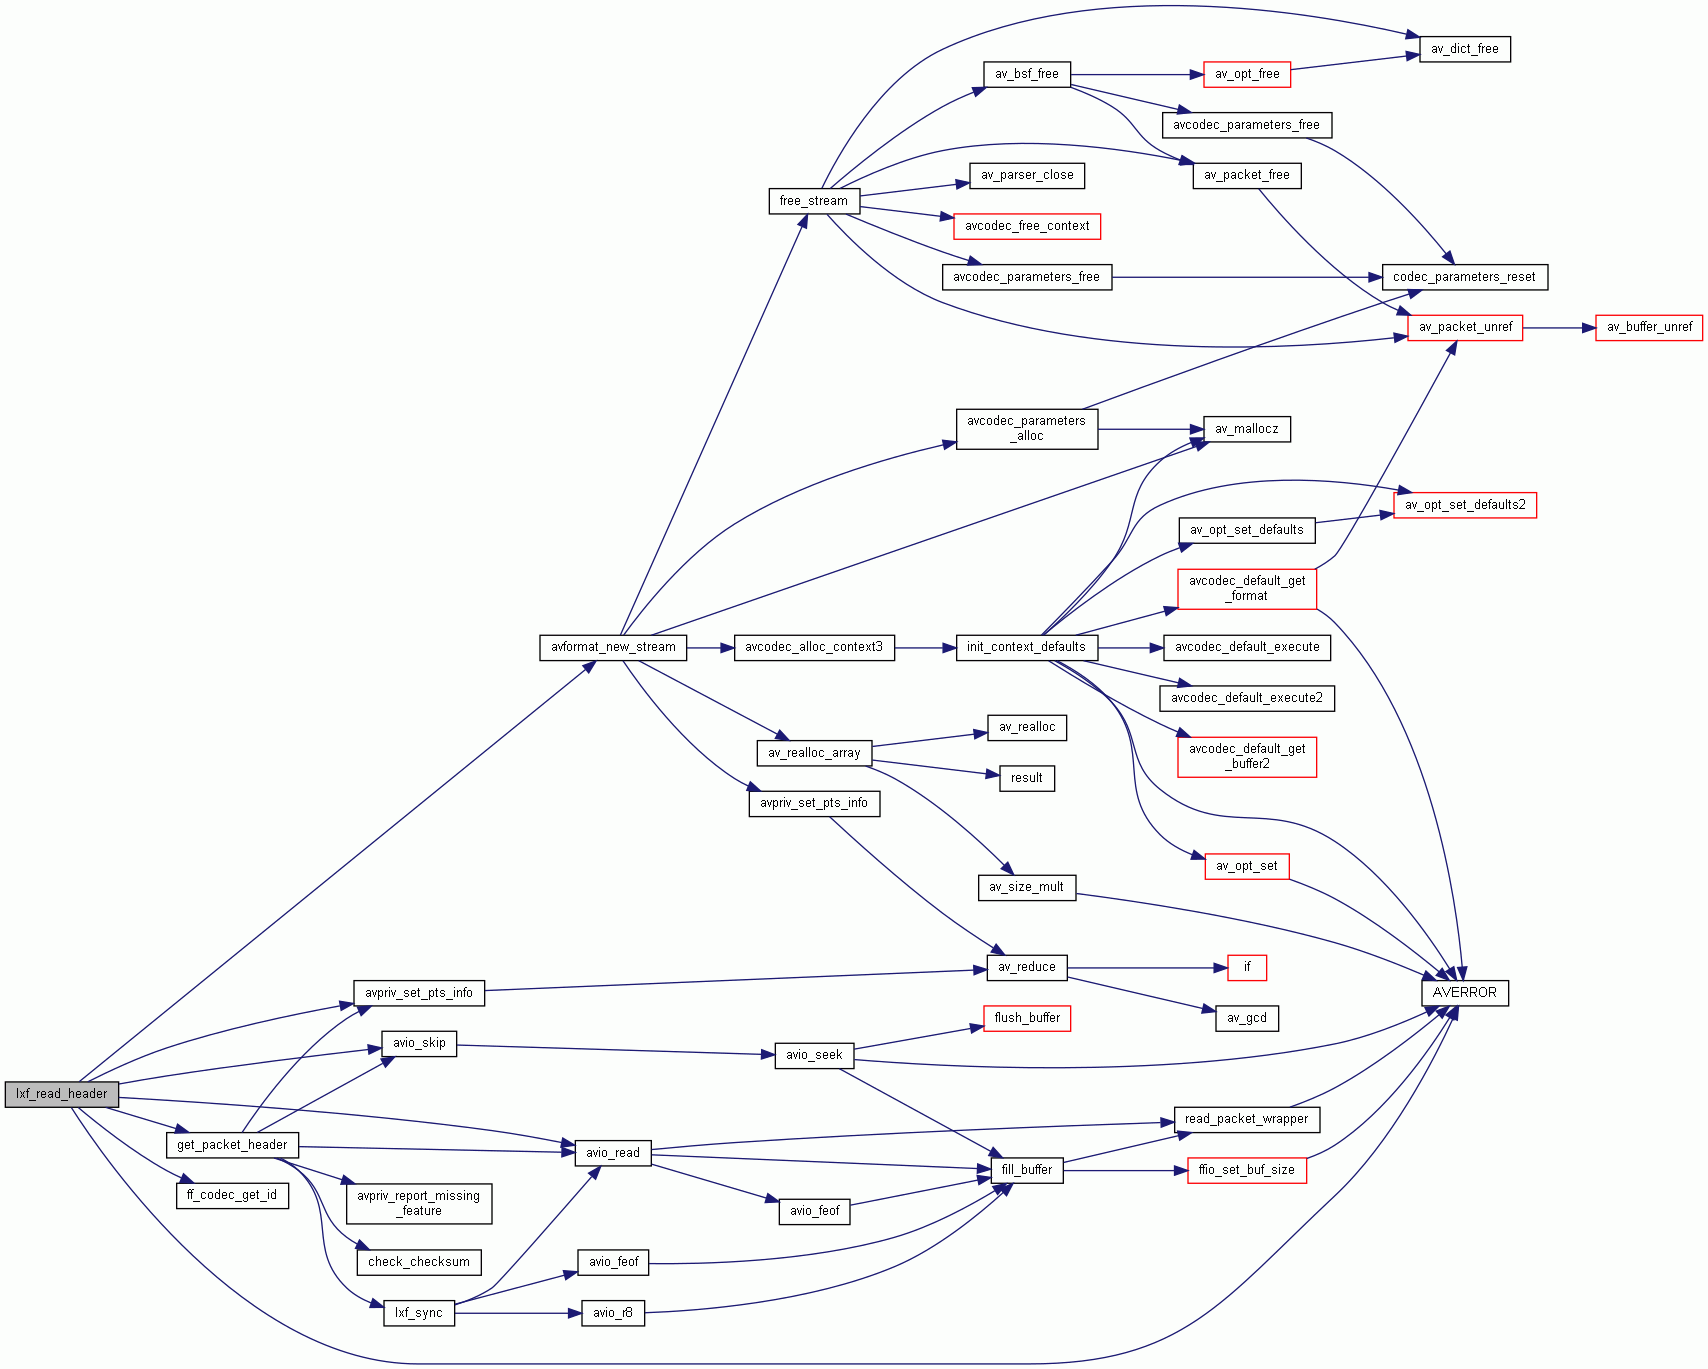 av_dict_free
av_bsf_free
av_opt_free
avcodec_parameters_free
av_parser_close
av_packet_free
free_stream
avcodec_free_context
avcodec_parameters_free
codec_parameters_reset
av_packet_unref
av_buffer_unref
avcodec_parameters
_alloc
av_mallocz
av_opt_set_defaults2
av_opt_set_defaults
avcodec_default_get
_format
avformat_new_stream
avcodec_alloc_context3
init_context_defaults
avcodec_default_execute
avcodec_default_execute2
av_realloc
av_realloc_array
avcodec_default_get
_buffer2
result
avpriv_set_pts_info
av_opt_set
av_size_mult
av_reduce
if
avpriv_set_pts_info
AVERROR
flush_buffer
av_gcd
avio_skip
avio_seek
lxf_read_header
read_packet_wrapper
get_packet_header
avio_read
fill_buffer
ffio_set_buf_size
ff_codec_get_id
avpriv_report_missing
_feature
avio_feof
check_checksum
avio_feof
lxf_sync
avio_r8